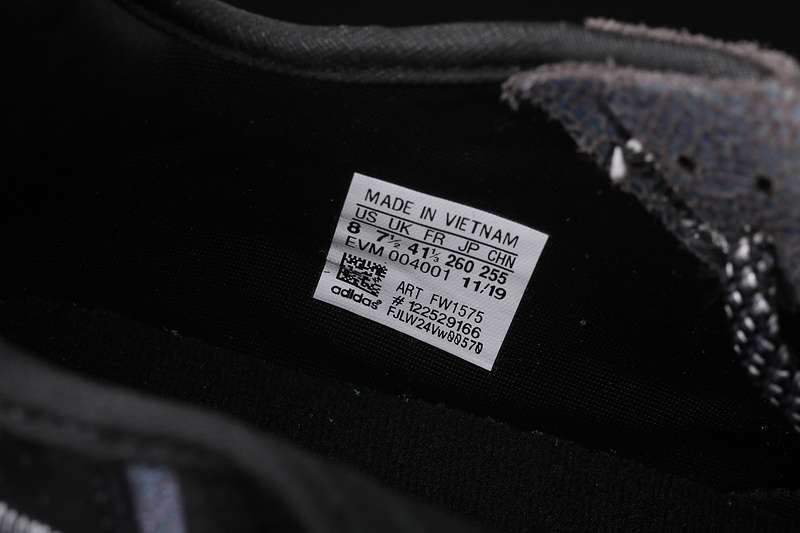 MADE IN VIETNAM
US UK FR JP CHN
8 7½ 41⅓ 260 255
EVM 004001 11/19
ART FW1575
# 122529166
adidas®
FJLW24Vw00570